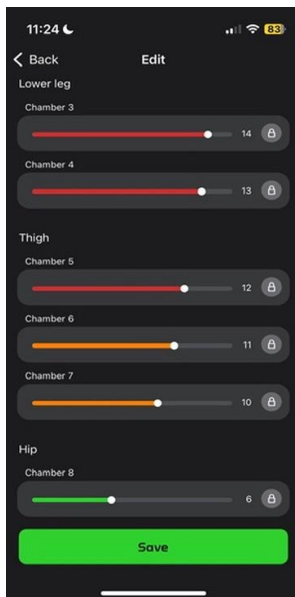 11:24
83
Back
Edit
Lower leg
Chamber 3
14
Chamber 4
13
Thigh
Chamber 5
12
Chamber 6
11
Chamber 7
10
Hip
Chamber 8
6
Save